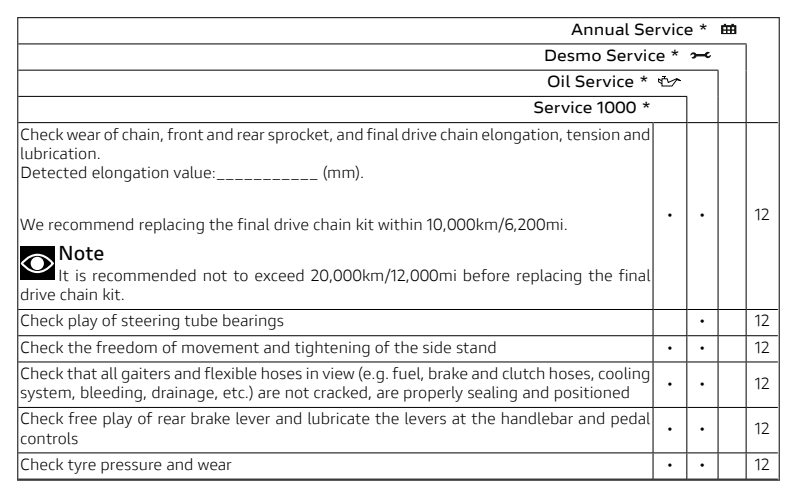 Annual Service *
Desmo Service *
Oil Service *
Service 1000 *
Check wear of chain, front and rear sprocket, and final drive chain elongation, tension and
lubrication.
Detected elongation value:___________ (mm).
We recommend replacing the final drive chain kit within 10,000km/6,200mi.
• • 12
Note
It is recommended not to exceed 20,000km/12,000mi before replacing the final
drive chain kit.
Check play of steering tube bearings • 12
Check the freedom of movement and tightening of the side stand • • 12
Check that all gaiters and flexible hoses in view (e.g. fuel, brake and clutch hoses, cooling
system, bleeding, drainage, etc.) are not cracked, are properly sealing and positioned • • 12
Check free play of rear brake lever and lubricate the levers at the handlebar and pedal
controls • • 12
Check tyre pressure and wear • • 12